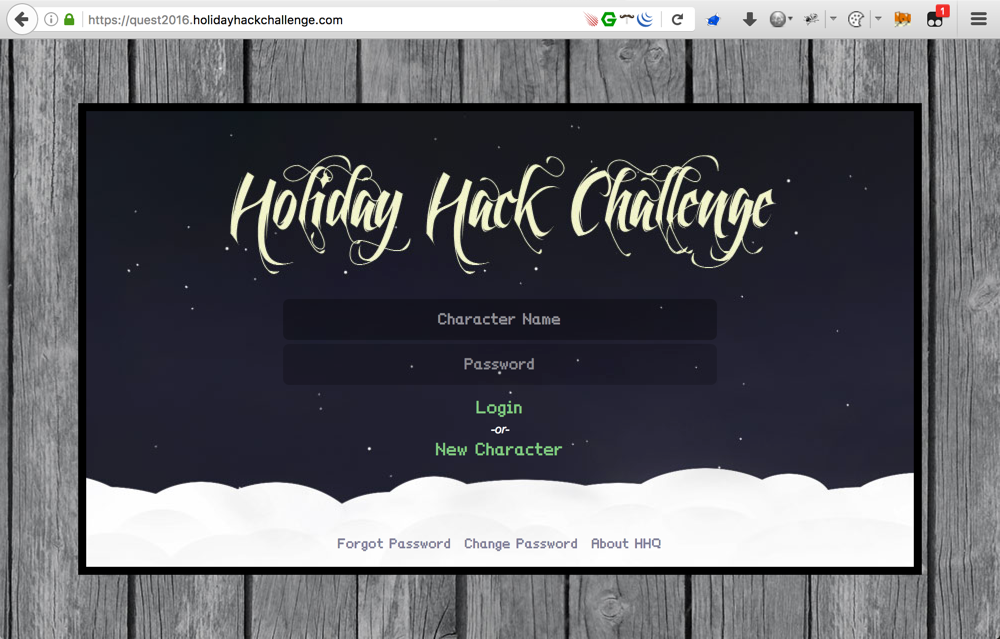 https://quest2016.holidayhackchallenge.com
1
Holiday Hack Challenge
Character Name
Password
Login
-or-
New Character
Forgot Password Change Password About HHQ